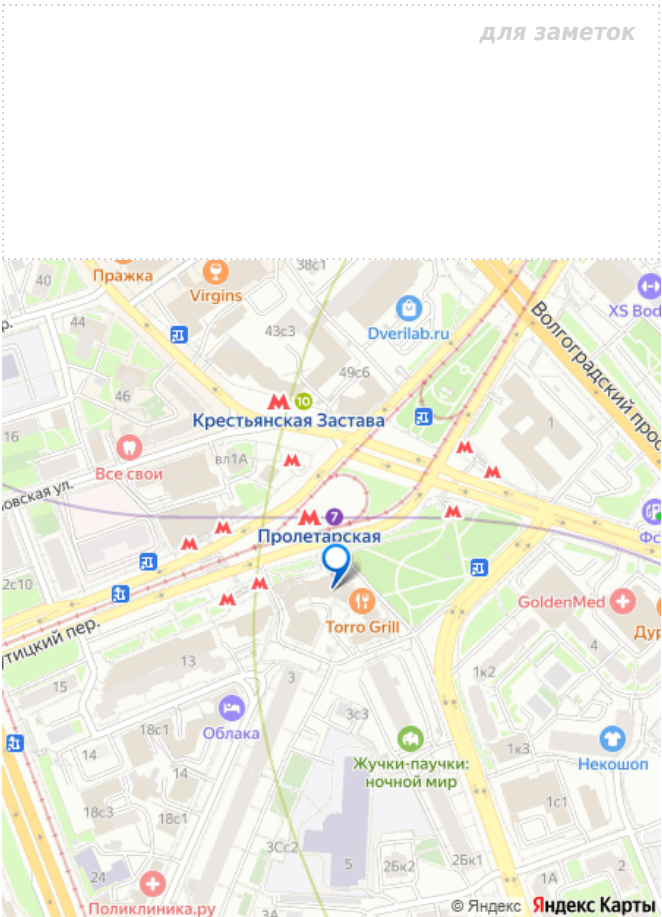 для заметок
38с1
40
Пражка
Virgins
XS Bod
р.
44
43с3
Dverilab.ru
Волгоградский прос
49с6
46
10
Крестьянская Застава
16
1
Все свои
вл1А
овская ул.
7
Пролетарская
Фс
2с10
GoldenMed
Torro Grill
Дур
утицкий пер.
4
13
15
3
1к2
3с3
18с1
Облака
14
1к3
Жучки-паучки:
ночной мир
Некошоп
14
18с3
18с1
1с1
3Сс2
24
5
2Бк2
2Бк1
1А
2
Поликлиника.ру
3А
© Яндекс Яндекс Карты